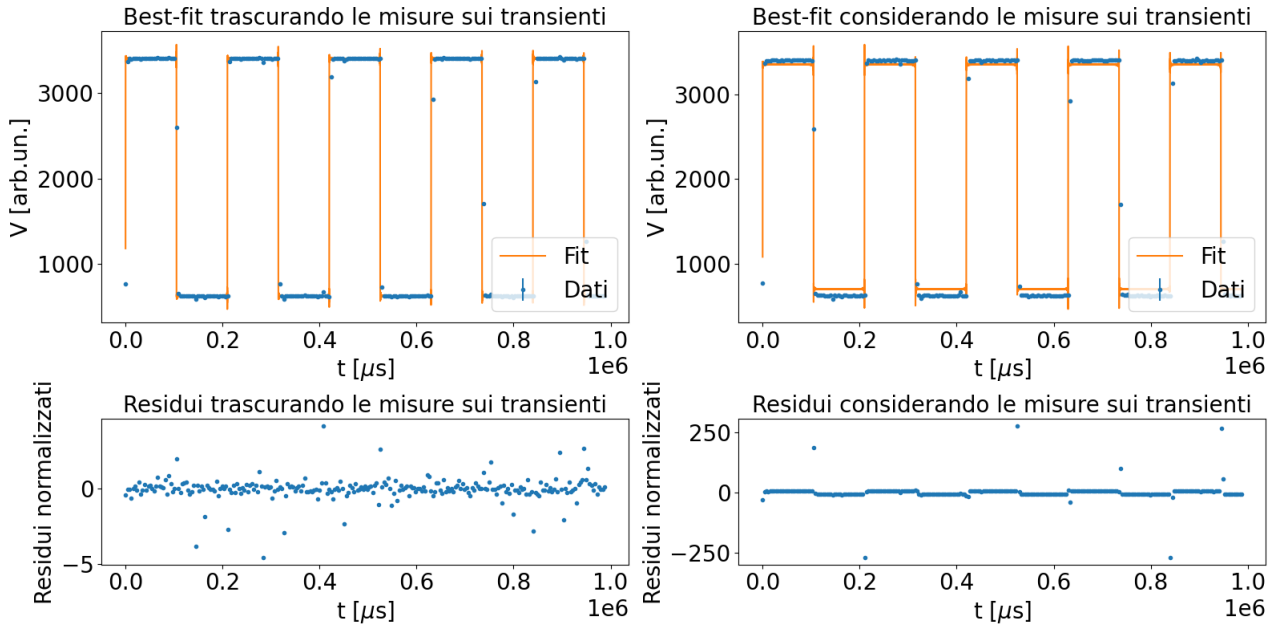 Best-fit trascurando le misure sui transienti
V [arb.un.]
3000
2000
1000
Fit
Dati
0.0 0.2 0.4 0.6 0.8 1.0
1e6
t [μs]
Best-fit considerando le misure sui transienti
V [arb.un.]
3000
2000
1000
Fit
Dati
0.0 0.2 0.4 0.6 0.8 1.0
1e6
t [μs]
Residui trascurando le misure sui transienti
Residui normalizzati
0
−5
0.0 0.2 0.4 0.6 0.8 1.0
1e6
t [μs]
Residui considerando le misure sui transienti
Residui normalizzati
250
0
−250
0.0 0.2 0.4 0.6 0.8 1.0
1e6
t [μs]